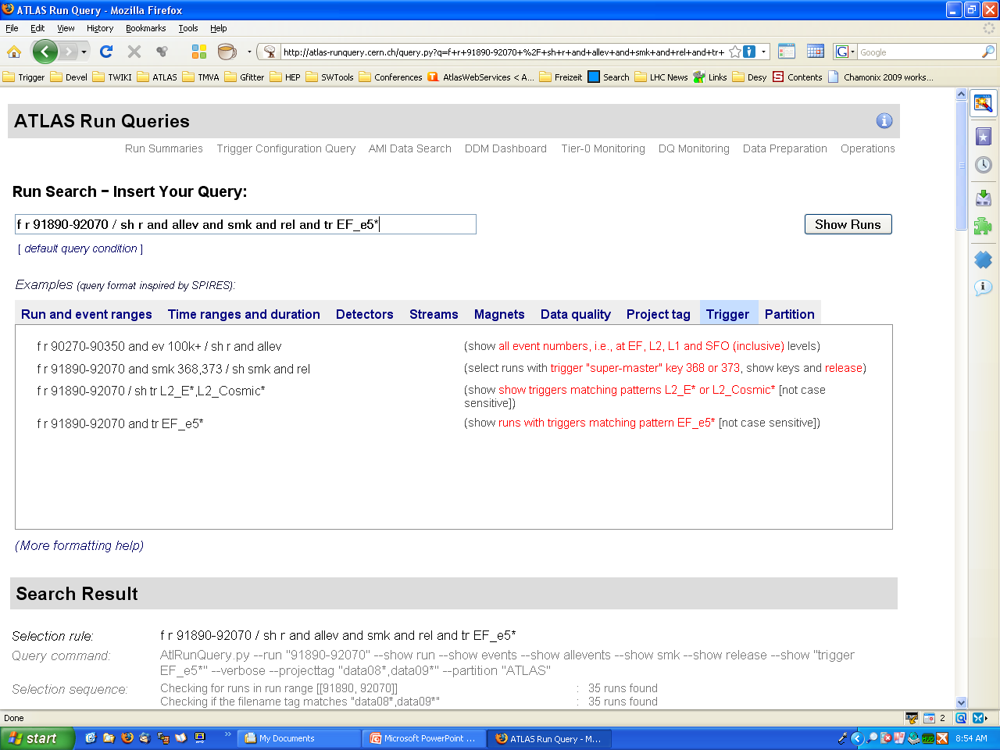 ATLAS Run Query - Mozilla Firefox
File Edit View History Bookmarks Tools Help
http://atlas-runquery.cern.ch/query.py?q=f+r+91890-92070+%2F+sh+r+and+allev+and+smk+and+rel+and+tr+
G Google
Trigger Devel TWIKI ATLAS TMVA Gfitter HEP SWTools Conferences AtlasWebServices < A... Freizeit Search LHC News Links Desy Contents Chamonix 2009 works...
ATLAS Run Queries
Run Summaries Trigger Configuration Query AMI Data Search DDM Dashboard Tier-0 Monitoring DQ Monitoring Data Preparation Operations
Run Search – Insert Your Query:
f r 91890-92070 / sh r and allev and smk and rel and tr EF_e5*
Show Runs
[ default query condition ]
Examples (query format inspired by SPIRES):
Run and event ranges Time ranges and duration Detectors Streams Magnets Data quality Project tag Trigger Partition
f r 90270-90350 and ev 100k+ / sh r and allev (show all event numbers, i.e., at EF, L2, L1 and SFO (inclusive) levels)
f r 91890-92070 and smk 368,373 / sh smk and rel (select runs with trigger "super-master" key 368 or 373, show keys and release)
f r 91890-92070 / sh tr L2_E*,L2_Cosmic* (show show triggers matching patterns L2_E* or L2_Cosmic* [not case
sensitive])
f r 91890-92070 and tr EF_e5* (show runs with triggers matching pattern EF_e5* [not case sensitive])
(More formatting help)
Search Result
Selection rule: f r 91890-92070 / sh r and allev and smk and rel and tr EF_e5*
Query command: AtlRunQuery.py --run "91890-92070" --show run --show events --show allevents --show smk --show release --show "trigger
EF_e5*" --verbose --projecttag "data08*,data09*" --partition "ATLAS"
Selection sequence: Checking for runs in run range [[91890, 92070]] : 35 runs found
Checking if the filename tag matches "data08*,data09*" : 35 runs found
Done
2
start My Documents Microsoft PowerPoint ... ATLAS Run Query - M... HUD 8:54 AM